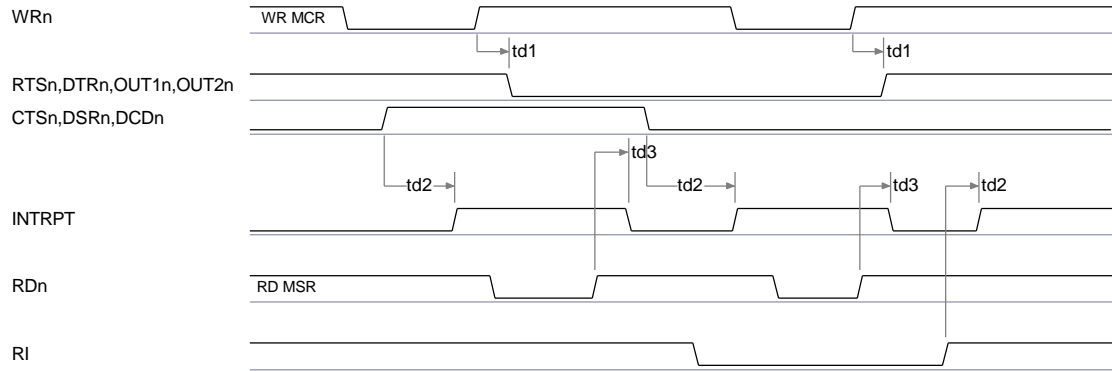 WRn
WR MCR
td1
td1
RTSn,DTRn,OUT1n,OUT2n
CTSn,DSRn,DCDn
td3
td2
td2
td3
td2
INTRPT
RDn
RD MSR
RI